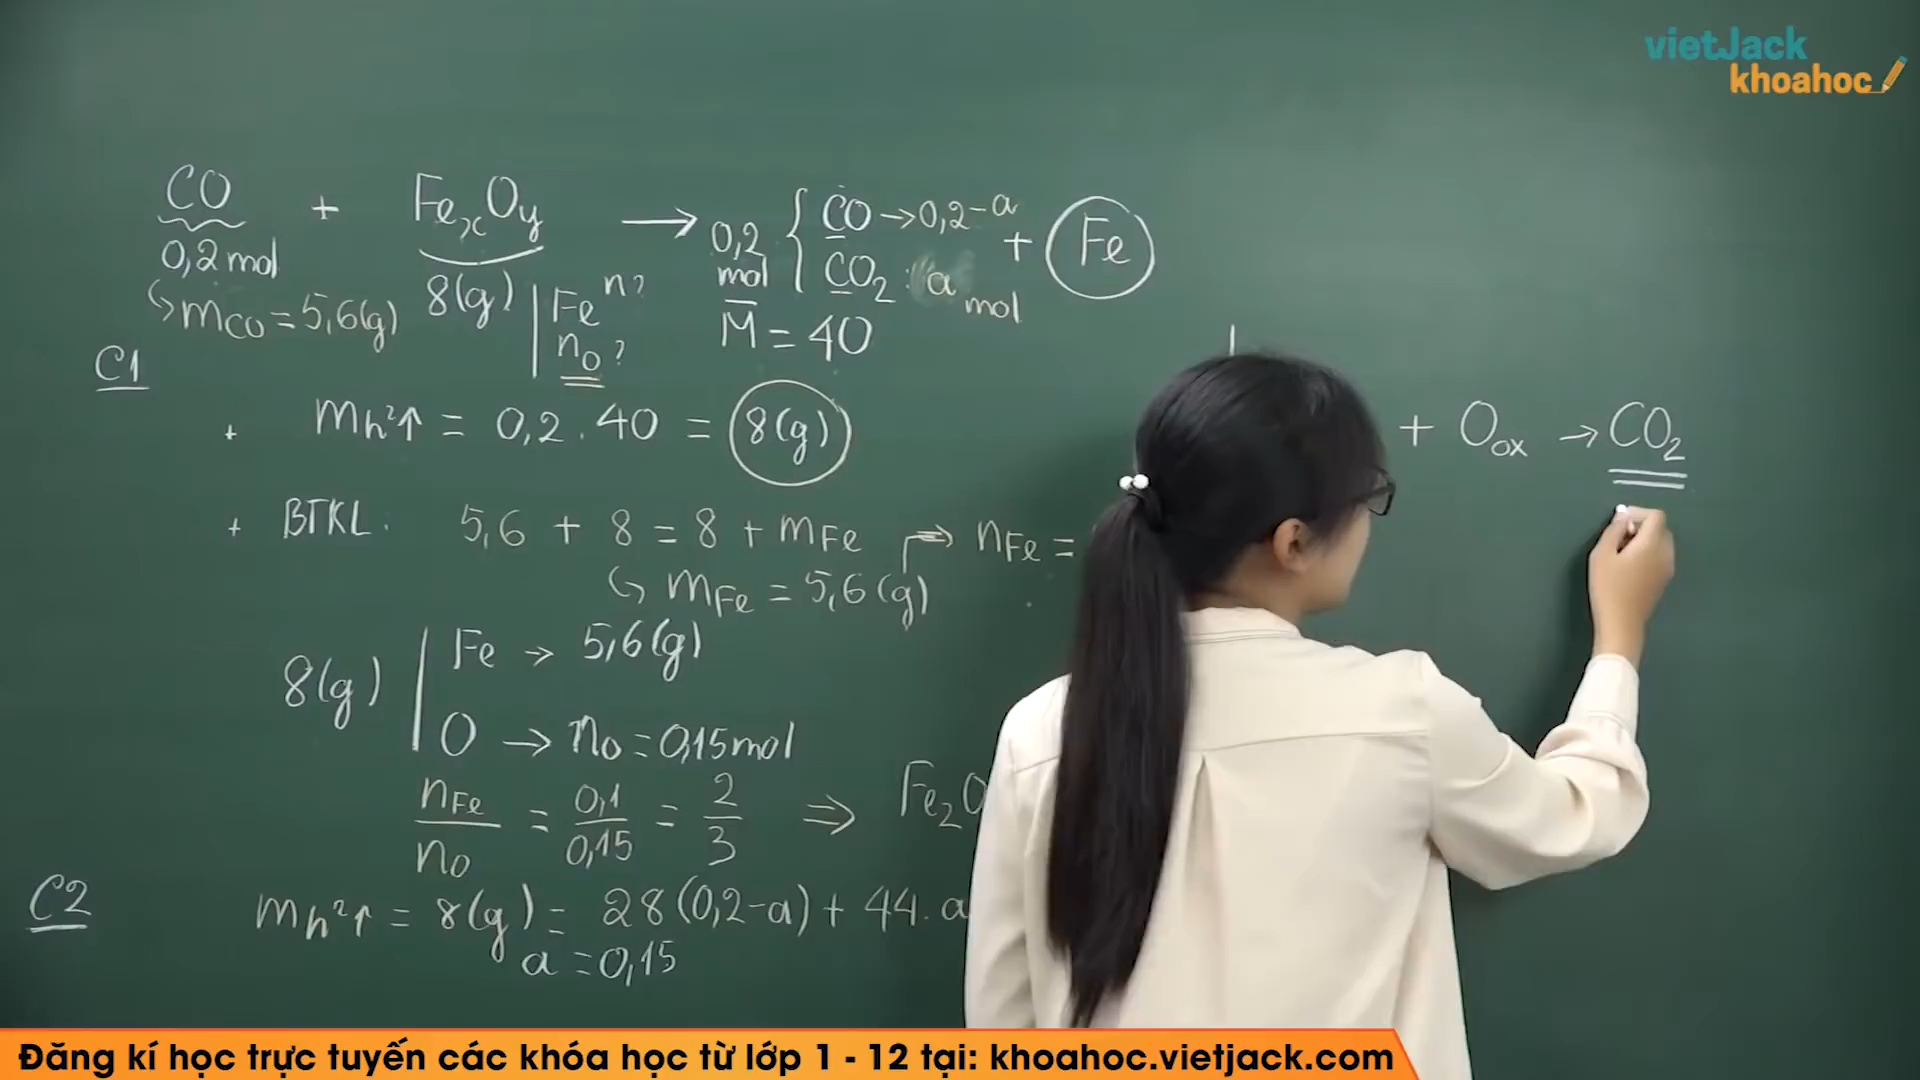 vietJack
khoahoc
CO + FexOy → 0,2 mol { CO → 0,2-a + Fe
CO2 : a mol
0,2 mol
8(g) | Fe n?
nO ?
↳ mCO = 5,6(g)
M̅ = 40
C1
+ mh²↑ = 0,2 . 40 = 8(g)
+ OOX → CO2
+ BTKL: 5,6 + 8 = 8 + mFe ⇒ nFe =
↳ mFe = 5,6(g)
8(g) | Fe → 5,6(g)
O → nO = 0,15mol
nFe / nO = 0,1 / 0,15 = 2 / 3 ⇒ Fe2O
C2
mh²↑ = 8(g) = 28(0,2-a) + 44. a
a = 0,15
Đăng kí học trực tuyến các khóa học từ lớp 1 - 12 tại: khoahoc.vietjack.com